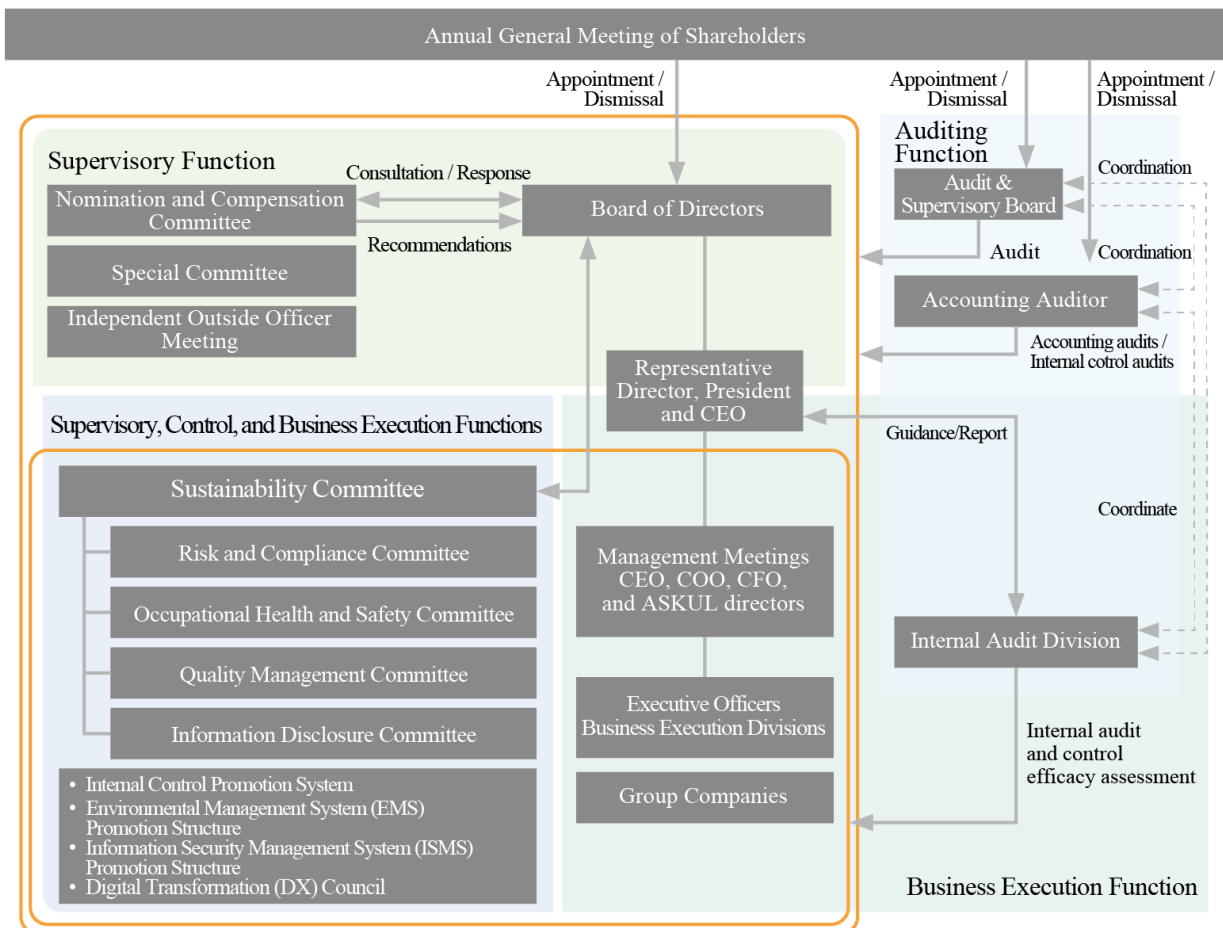 Annual General Meeting of Shareholders
Appointment /
Dismissal
Appointment /
Dismissal
Appointment /
Dismissal
Supervisory Function
Nomination and Compensation
Committee
Consultation / Response
Recommendations
Board of Directors
Special Committee
Independent Outside Officer
Meeting
Auditing
Function
Audit &
Supervisory Board
Coordination
Audit
Coordination
Accounting Auditor
Accounting audits /
Internal cotrol audits
Representative
Director, President
and CEO
Guidance/Report
Supervisory, Control, and Business Execution Functions
Sustainability Committee
Risk and Compliance Committee
Occupational Health and Safety Committee
Quality Management Committee
Information Disclosure Committee
• Internal Control Promotion System
• Environmental Management System (EMS)
Promotion Structure
• Information Security Management System (ISMS)
Promotion Structure
• Digital Transformation (DX) Council
Management Meetings
CEO, COO, CFO,
and ASKUL directors
Executive Officers
Business Execution Divisions
Group Companies
Coordinate
Internal Audit Division
Internal audit
and control
efficacy assessment
Business Execution Function